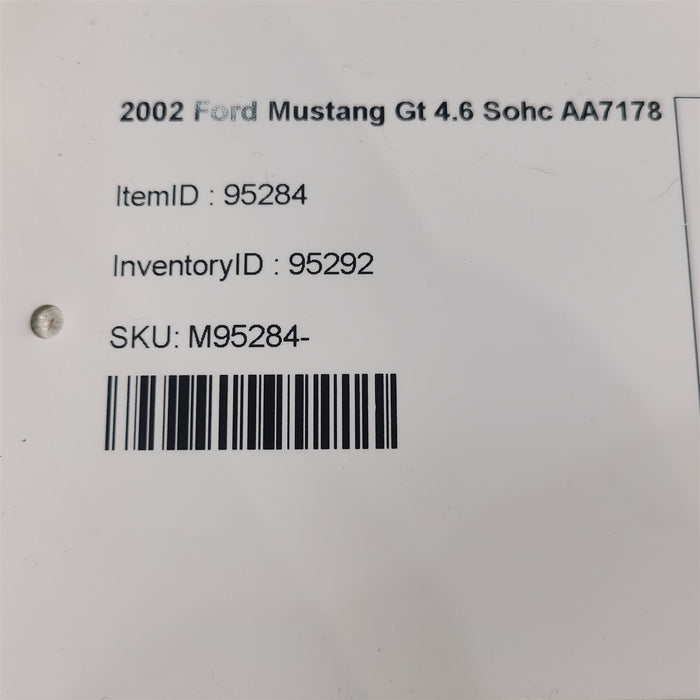 2002 Ford Mustang Gt 4.6 Sohc AA7178
ItemID : 95284
InventoryID : 95292
SKU: M95284-